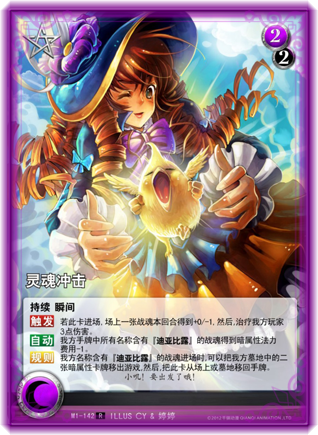 2
2
灵魂冲击
持续 瞬间
触发 若此卡进场，场上一张战魂本回合得到+0/-1，然后，治疗我方玩家
3点伤害。
自动 我方手牌中所有名称含有『迪亚比露』的战魂得到暗属性法力
费用-1。
规则 我方名称含有『迪亚比露』的战魂进场时，可以把我方墓地中的二
张暗属性卡牌移出游戏，然后，把此卡从场上或墓地移回手牌。
小吼！要出发了哦！
M1-142 R ILLUS CY & 婷婷